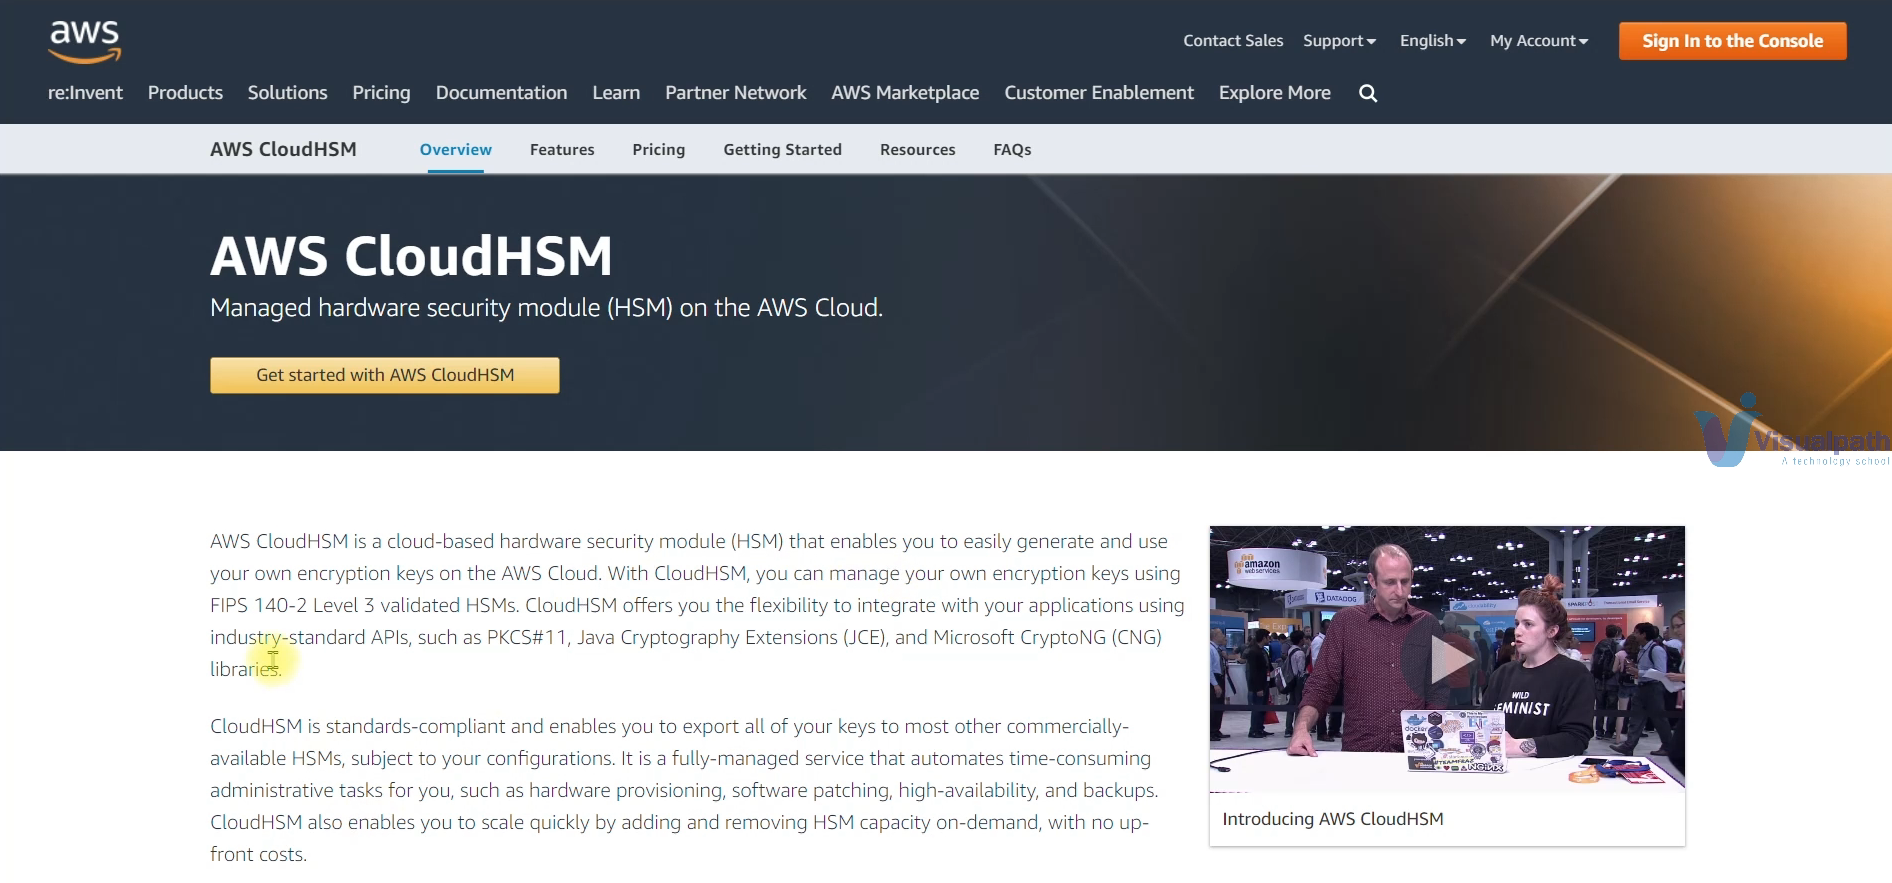 aws
Contact Sales Support English My Account Sign In to the Console
re:Invent Products Solutions Pricing Documentation Learn Partner Network AWS Marketplace Customer Enablement Explore More
AWS CloudHSM Overview Features Pricing Getting Started Resources FAQs
AWS CloudHSM
Managed hardware security module (HSM) on the AWS Cloud.
Get started with AWS CloudHSM
Visualpath
A technology school
AWS CloudHSM is a cloud-based hardware security module (HSM) that enables you to easily generate and use
your own encryption keys on the AWS Cloud. With CloudHSM, you can manage your own encryption keys using
FIPS 140-2 Level 3 validated HSMs. CloudHSM offers you the flexibility to integrate with your applications using
industry-standard APIs, such as PKCS#11, Java Cryptography Extensions (JCE), and Microsoft CryptoNG (CNG)
libraries.
CloudHSM is standards-compliant and enables you to export all of your keys to most other commercially-
available HSMs, subject to your configurations. It is a fully-managed service that automates time-consuming
administrative tasks for you, such as hardware provisioning, software patching, high-availability, and backups.
CloudHSM also enables you to scale quickly by adding and removing HSM capacity on-demand, with no up-
front costs.
amazon
web services
DATADOG
WILD
FEMINIST
docker
NGINX
Introducing AWS CloudHSM